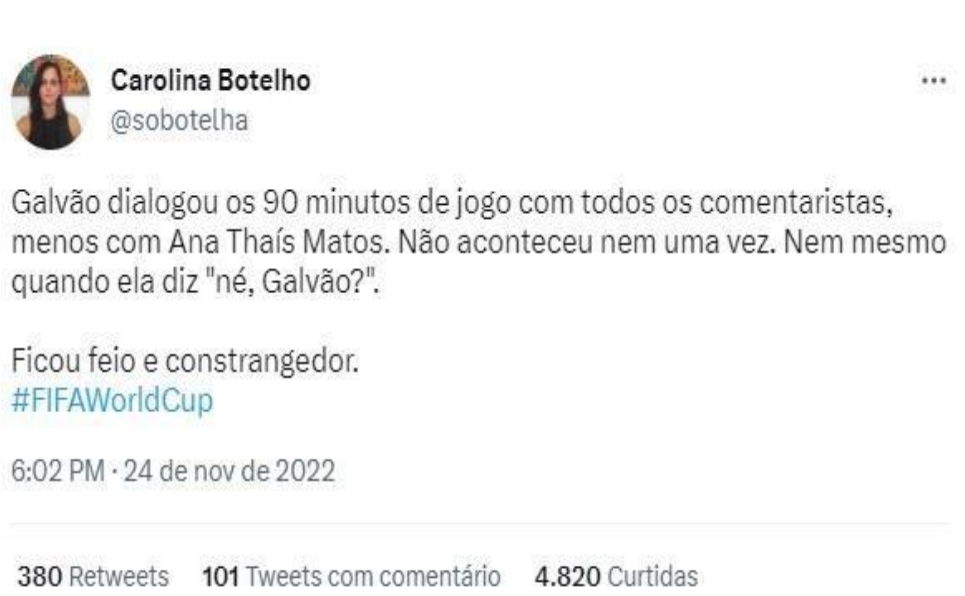 Carolina Botelho
@sobotelha
Galvão dialogou os 90 minutos de jogo com todos os comentaristas,
menos com Ana Thaís Matos. Não aconteceu nem uma vez. Nem mesmo
quando ela diz "né, Galvão?".
Ficou feio e constrangedor.
#FIFAWorldCup
6:02 PM · 24 de nov de 2022
380 Retweets 101 Tweets com comentário 4.820 Curtidas